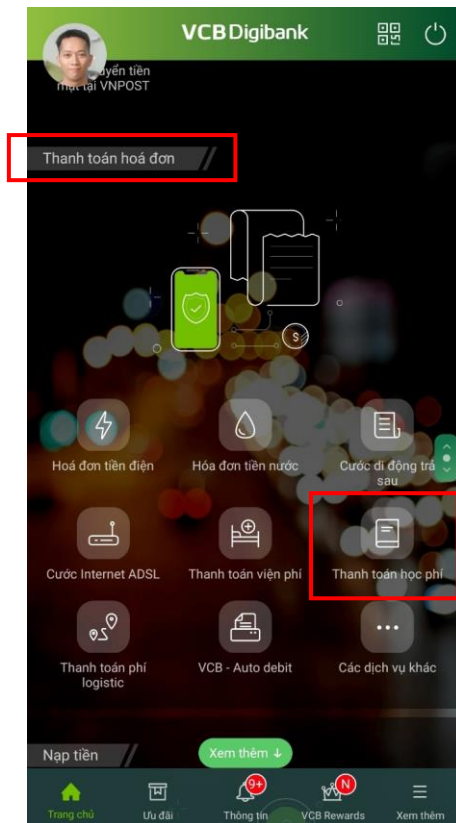 VCB Digibank
uyển tiền
mặt tại VNPOST
Thanh toán hoá đơn
$
Hoá đơn tiền điện
Hóa đơn tiền nước
Cước di động trả
sau
Cước Internet ADSL
Thanh toán viện phí
Thanh toán học phí
Thanh toán phí
logistic
VCB - Auto debit
Các dịch vụ khác
Nạp tiền
Xem thêm ↓
9+
N
Trang chủ
Ưu đãi
Thông tin
VCB Rewards
Xem thêm